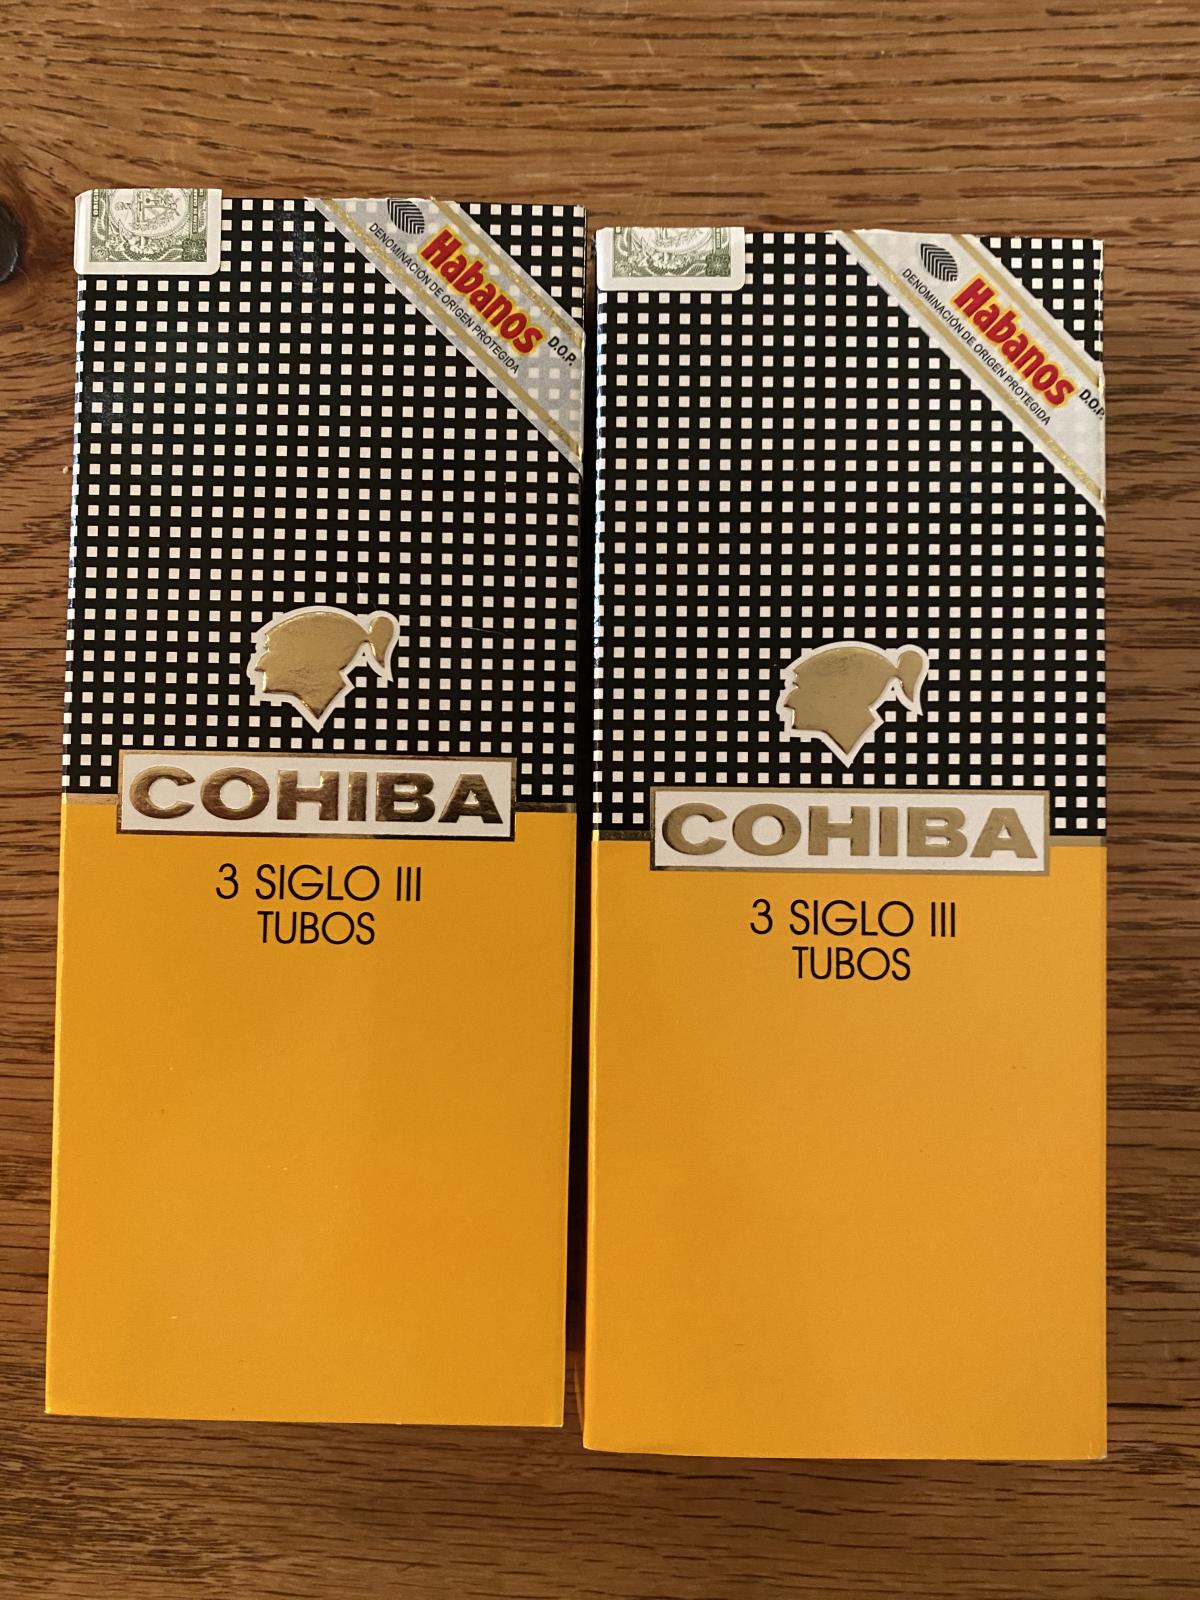 Habanos
D.O.P.
DENOMINACIÓN DE ORIGEN PROTEGIDA
COHIBA
3 SIGLO III
TUBOS
Habanos
D.O.P.
DENOMINACIÓN DE ORIGEN PROTEGIDA
COHIBA
3 SIGLO III
TUBOS